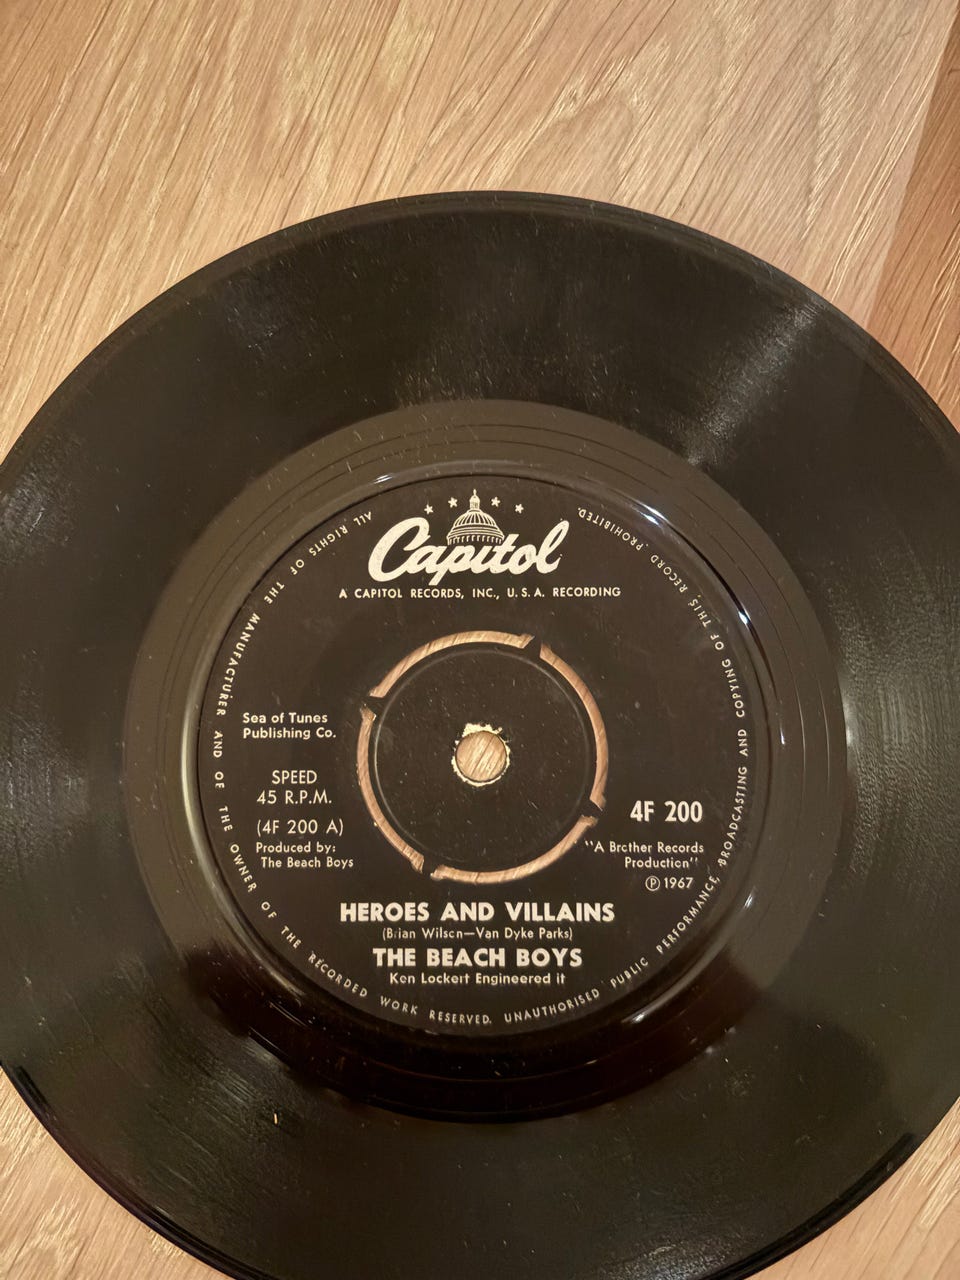 Capitol
A CAPITOL RECORDS, INC., U.S.A. RECORDING
Sea of Tunes
Publishing Co.
SPEED
45 R.P.M.
(4F 200 A)
Produced by:
The Beach Boys
4F 200
"A Brother Records
Production"
Ⓟ 1967
HEROES AND VILLAINS
(Brian Wilson—Van Dyke Parks)
THE BEACH BOYS
Ken Lockert Engineered it
ALL RIGHTS OF THE MANUFACTURER AND OF THE OWNER OF THE RECORDED WORK RESERVED. UNAUTHORISED PUBLIC PERFORMANCE, BROADCASTING AND COPYING OF THIS RECORD PROHIBITED.